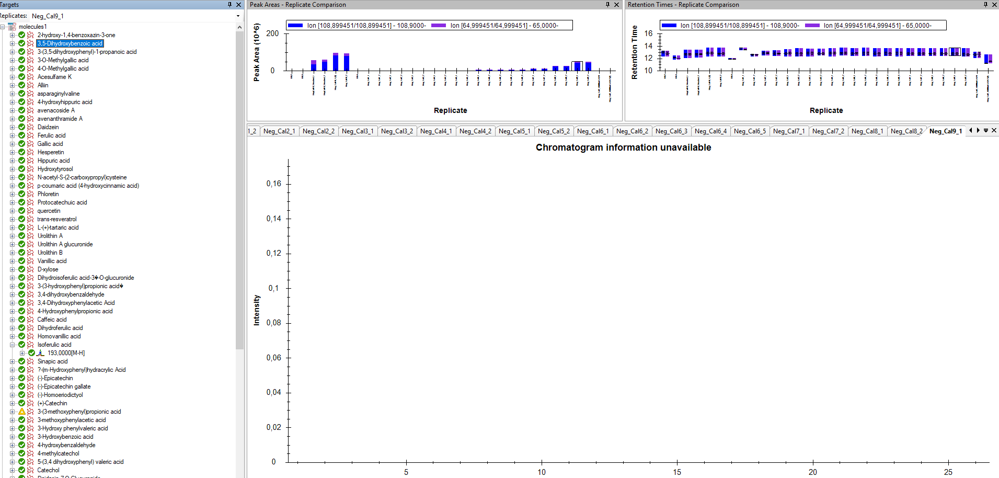 Targets
Replicates: Neg_Cal9_1
molecules1
2-hydroxy-1,4-benzoxazin-3-one
3,5-Dihydroxybenzoic acid
3-(3,5-dihydroxyphenyl)-1-propanoic acid
3-O-Methylgallic acid
4-O-Methylgallic acid
Acesulfame K
Alliin
asparaginylvaline
4-hydroxyhippuric acid
avenacoside A
avenanthramide A
Daidzein
Ferulic acid
Gallic acid
Hesperetin
Hippuric acid
Hydroxytyrosol
N-acetyl-S-(2-carboxypropyl)cysteine
p-coumaric acid (4-hydroxycinnamic acid)
Phloretin
Protocatechuic acid
quercetin
trans-resveratrol
L-(+)-tartaric acid
Urolithin A
Urolithin A glucuronide
Urolithin B
Vanillic acid
D-xylose
Dihydroisoferulic acid-3�-O-glucuronide
3-(3-hydroxyphenyl)propionic acid�
3,4-dihydroxybenzaldehyde
3,4-Dihydroxyphenylacetic Acid
4-Hydroxyphenylpropionic acid
Caffeic acid
Dihydroferulic acid
Homovanillic acid
Isoferulic acid
193,0000[M-H]
Sinapic acid
?-(m-Hydroxyphenyl)hydracrylic Acid
(-)-Epicatechin
(-)-Epicatechin gallate
(-)-Homoeriodictyol
(+)-Catechin
3-(3-methoxyphenyl)propionic acid
3-methoxyphenylacetic acid
3-Hydroxy phenylvaleric acid
3-Hydroxybenzoic acid
4-hydroxybenzaldehyde
4-methylcatechol
5-(3,4 dihydroxyphenyl) valeric acid
Catechol
Peak Areas - Replicate Comparison
Ion [108,899451/108,899451] - 108,9000- Ion [64,999451/64,999451] - 65,0000-
Peak Area (10^6)
200
100
0
Replicate
Retention Times - Replicate Comparison
Ion [108,899451/108,899451] - 108,9000- Ion [64,999451/64,999451] - 65,0000-
Retention Time
16
14
12
10
Replicate
1_2 Neg_Cal2_1 Neg_Cal2_2 Neg_Cal3_1 Neg_Cal3_2 Neg_Cal4_1 Neg_Cal4_2 Neg_Cal5_1 Neg_Cal5_2 Neg_Cal6_1 Neg_Cal6_2 Neg_Cal6_3 Neg_Cal6_4 Neg_Cal6_5 Neg_Cal7_1 Neg_Cal7_2 Neg_Cal8_1 Neg_Cal8_2 Neg_Cal9_1
Chromatogram information unavailable
Intensity
0,16
0,14
0,12
0,1
0,08
0,06
0,04
0,02
0
5 10 15 20 25